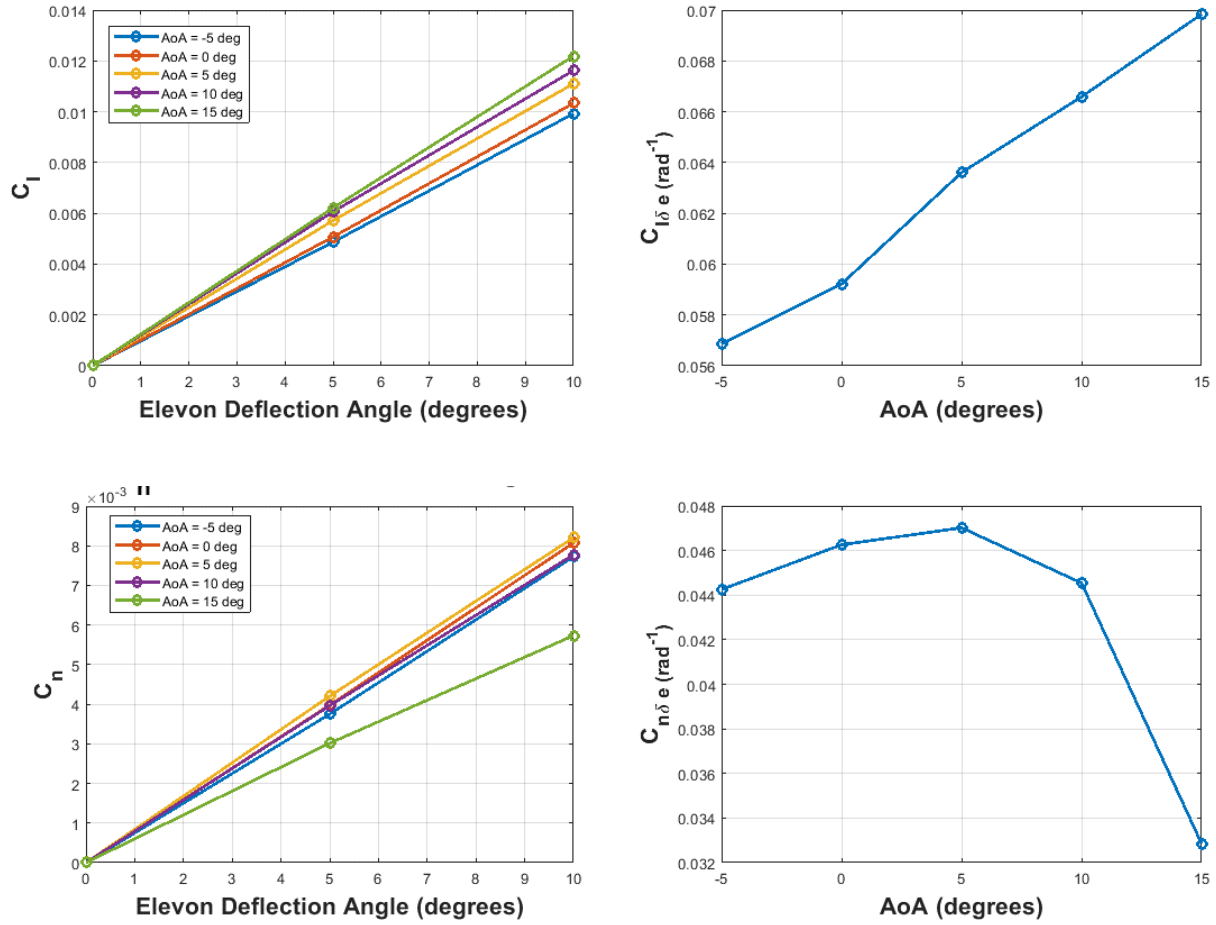 0.014
0.012
0.01
0.008
0.006
0.004
0.002
0
C_l
AoA = -5 deg
AoA = 0 deg
AoA = 5 deg
AoA = 10 deg
AoA = 15 deg
0 1 2 3 4 5 6 7 8 9 10
Elevon Deflection Angle (degrees)
0.07
0.068
0.066
0.064
0.062
0.06
0.058
0.056
C_{lδ e (rad^{-1})}
-5 0 5 10 15
AoA (degrees)
n
×10^{-3}
9
8
7
6
5
4
3
2
1
0
C_n
AoA = -5 deg
AoA = 0 deg
AoA = 5 deg
AoA = 10 deg
AoA = 15 deg
0 1 2 3 4 5 6 7 8 9 10
Elevon Deflection Angle (degrees)
0.048
0.046
0.044
0.042
0.04
0.038
0.036
0.034
0.032
C_{nδ e (rad^{-1})}
-5 0 5 10 15
AoA (degrees)